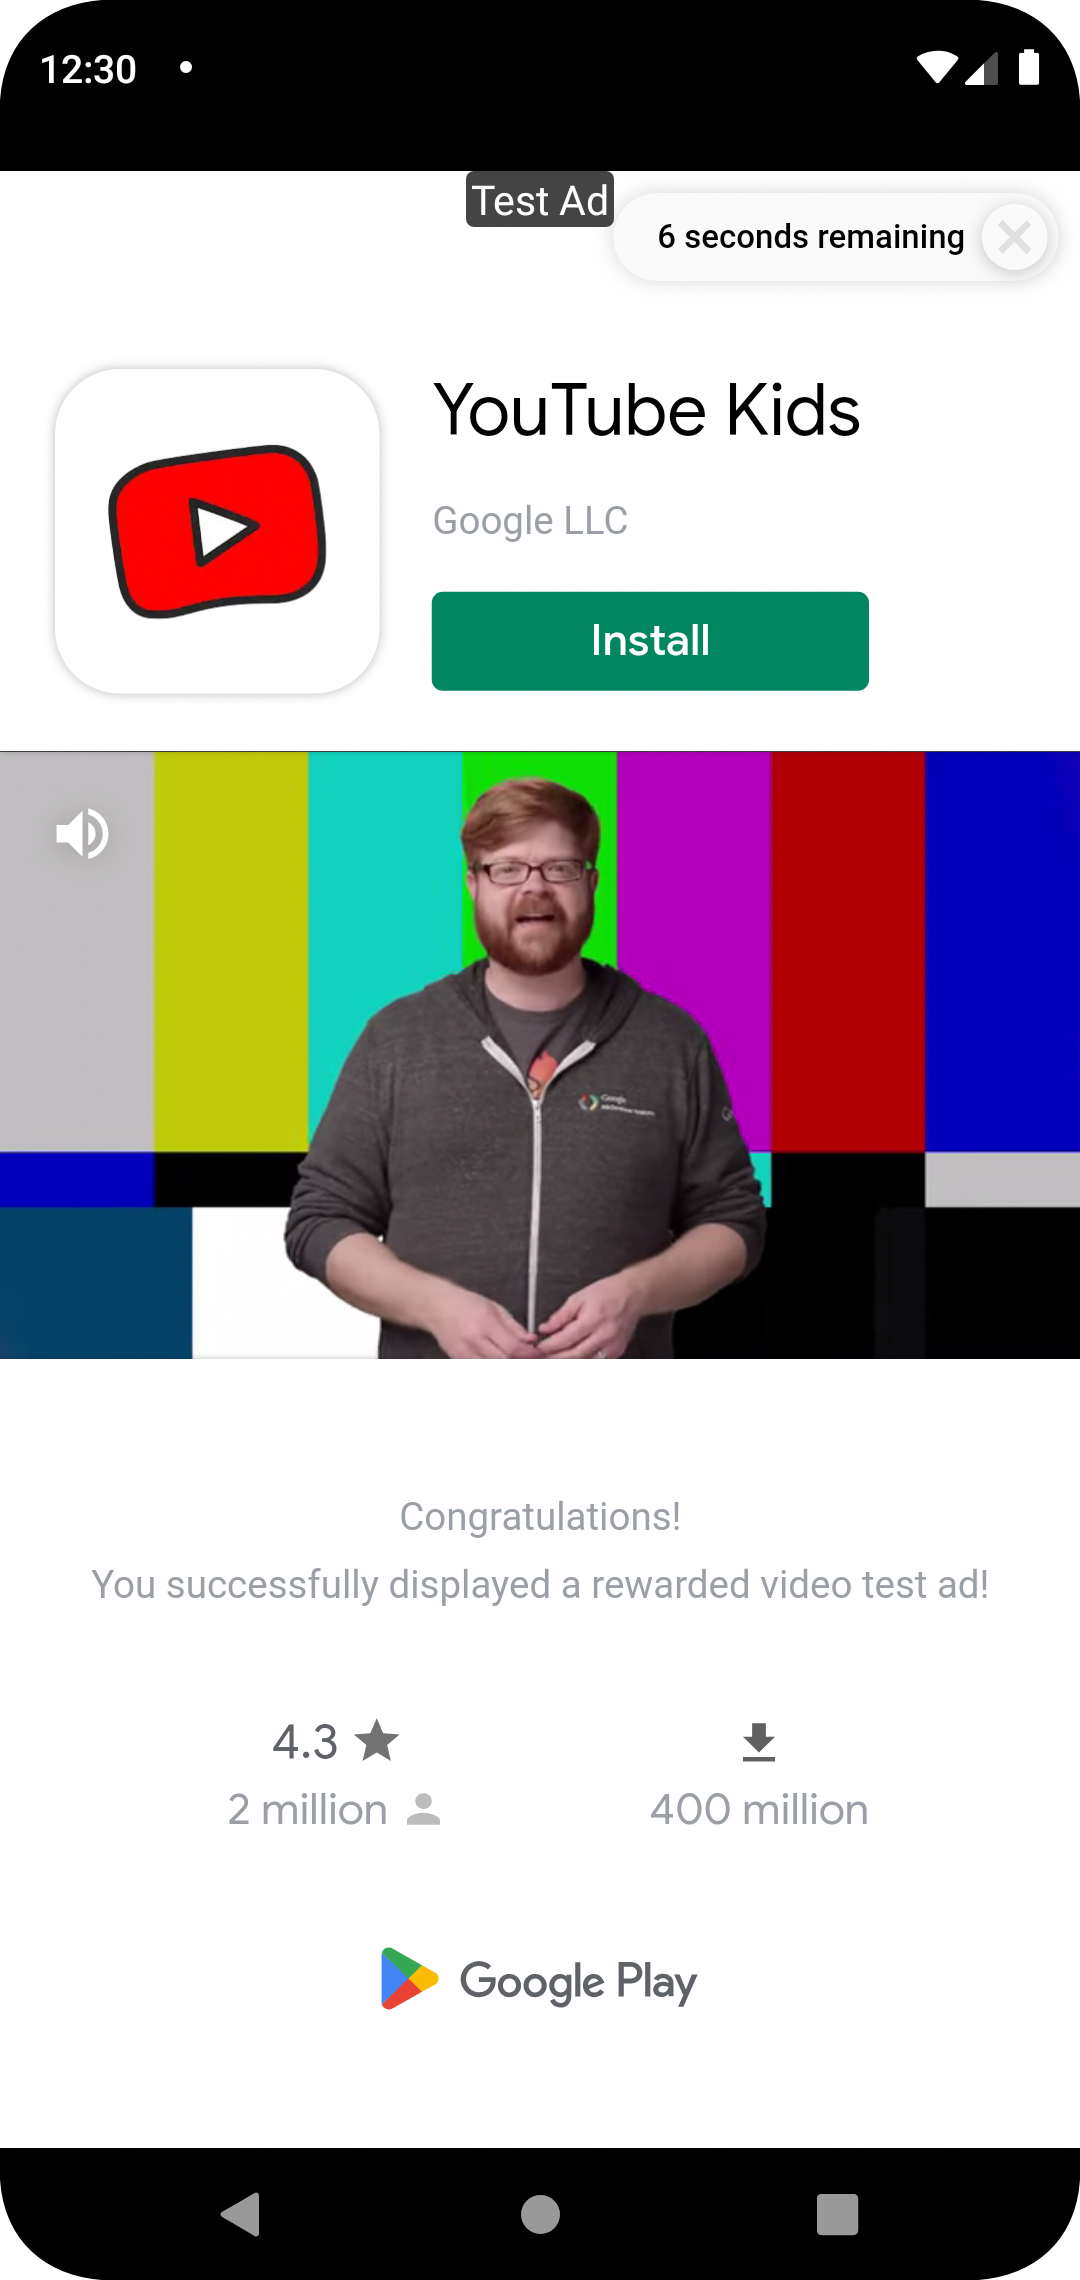 12:30
Test Ad
6 seconds remaining
YouTube Kids
Google LLC
Install
Google
Congratulations!
You successfully displayed a rewarded video test ad!
4.3
2 million
400 million
Google Play